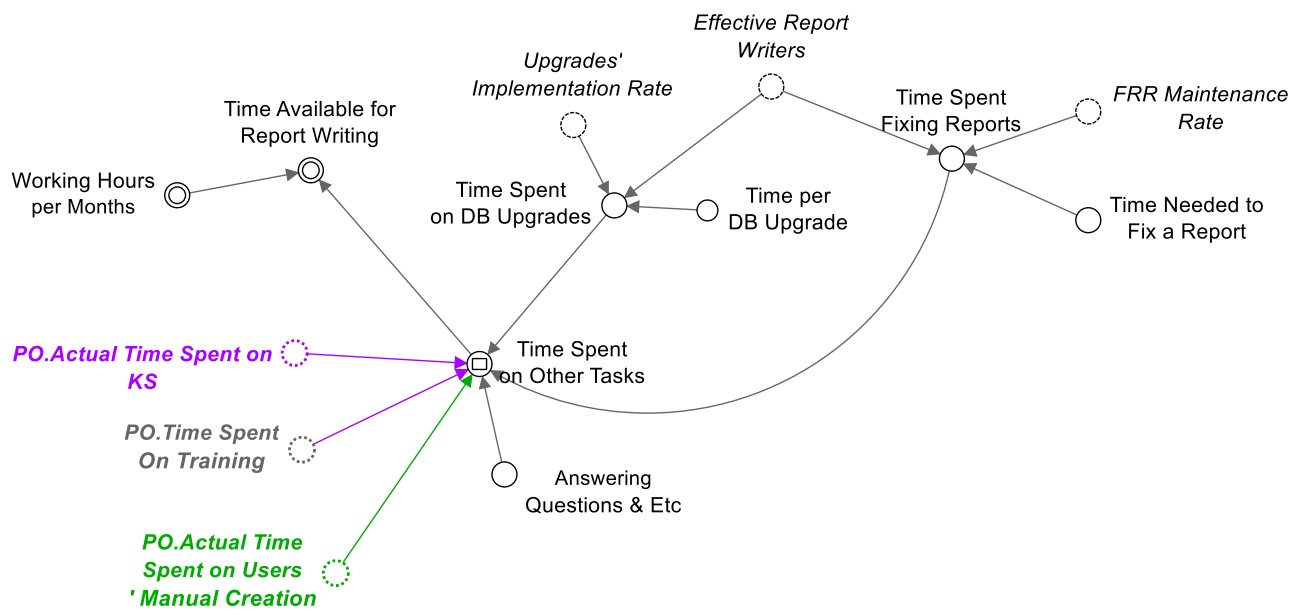 Effective Report
Writers
Upgrades'
Implementation Rate
Time Available for
Report Writing
Time Spent
Fixing Reports
FRR Maintenance
Rate
Working Hours
per Months
Time Spent
on DB Upgrades
Time per
DB Upgrade
Time Needed to
Fix a Report
PO.Actual Time Spent on
KS
Time Spent
on Other Tasks
PO.Time Spent
On Training
Answering
Questions & Etc
PO.Actual Time
Spent on Users
' Manual Creation